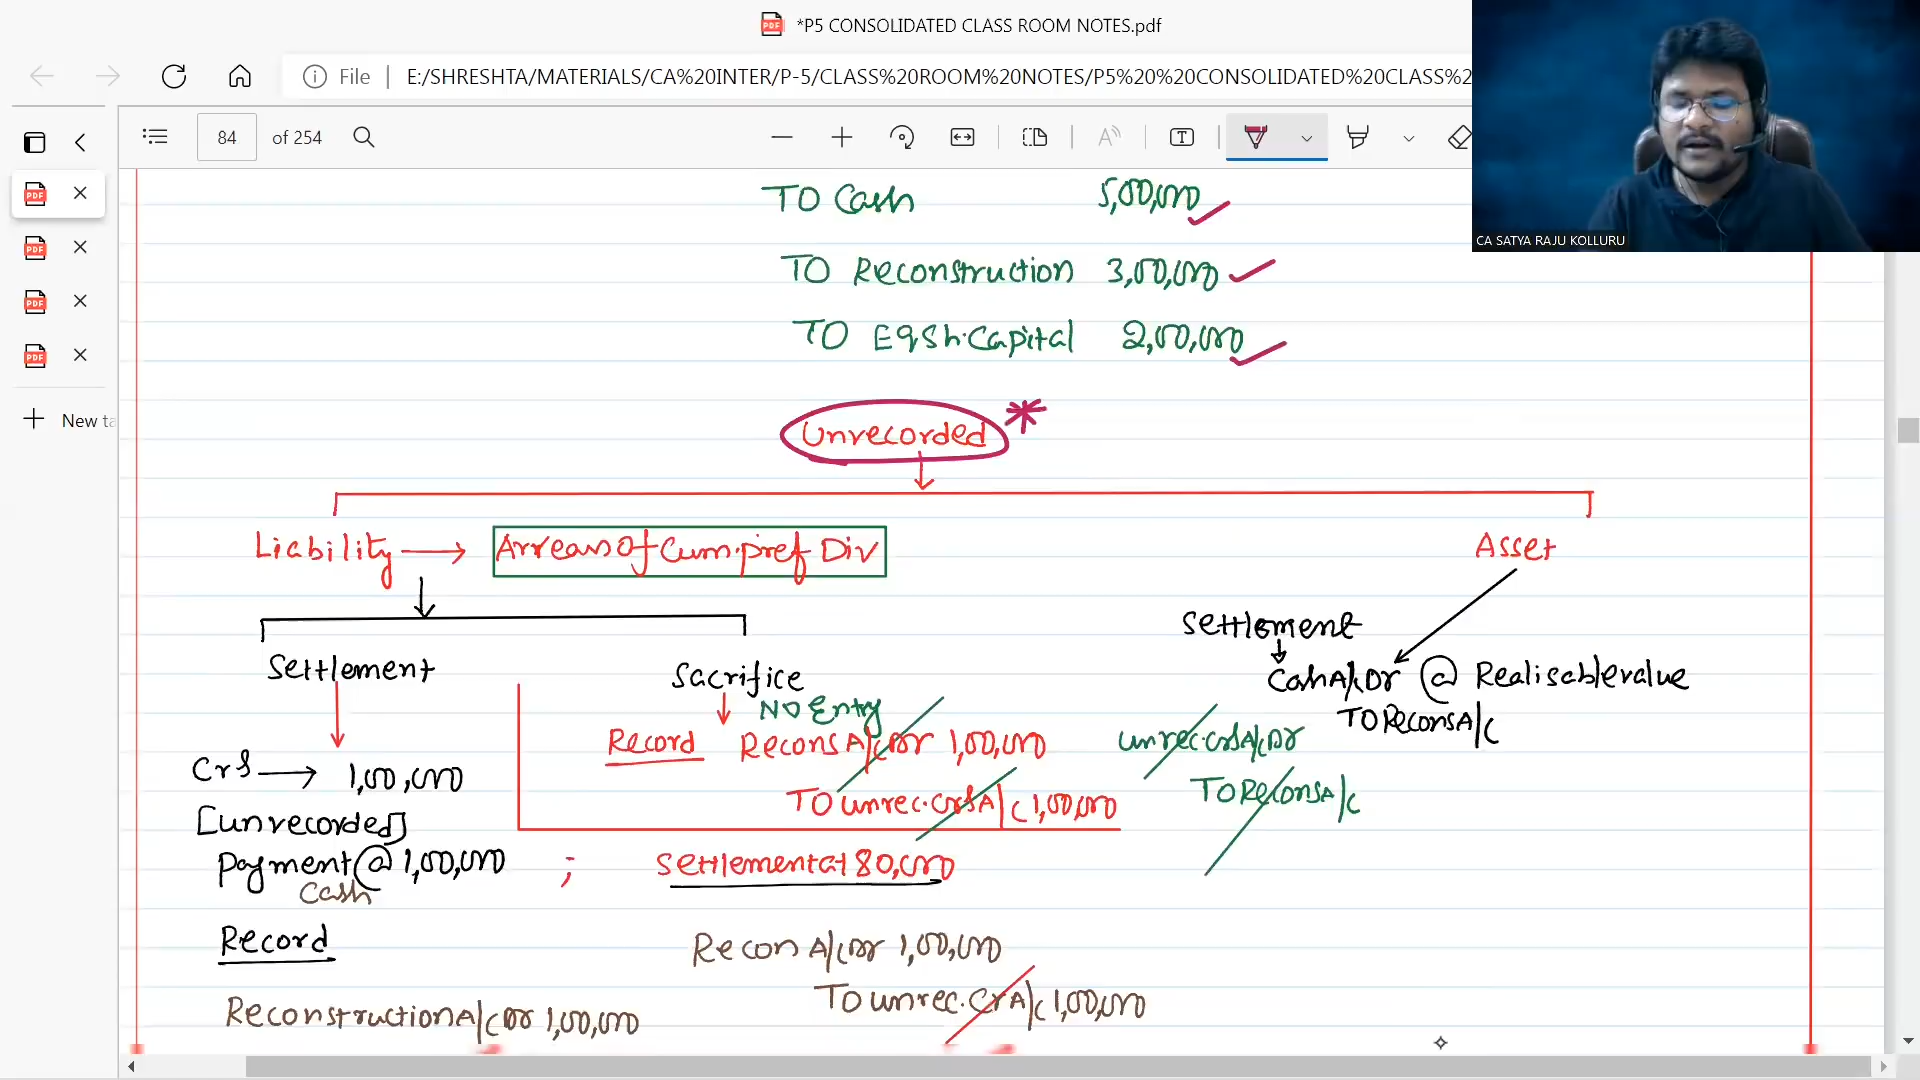 *P5 CONSOLIDATED CLASS ROOM NOTES.pdf
File
E:/SHRESHTA/MATERIALS/CA%20INTER/P-5/CLASS%20ROOM%20NOTES/P5%20%20CONSOLIDATED%20CLASS%2
CA SATYA RAJU KOLLURU
84 of 254
New ta
TO Cash 5,00,000
TO Reconstruction 3,00,000
TO Eq.Sh.Capital 2,00,000
Unrecorded *
Liability Arrears Of Cum.pref Div
Asset
Settlement
Settlement
Sacrifice
Cash A/c Dr @ Realisable value
TO Recons A/c
NO Entry
Record Recons A/c Dr 1,00,000
TO unrec.Crs A/c 1,00,000
unrec.crs A/c Dr
TO Recons A/c
Crs 1,00,000
[unrecorded]
payment @ 1,00,000 ; Settlement at 80,000
Cash
Record
Recon A/c Dr 1,00,000
To unrec.Cr A/c 1,00,000
Reconstruction A/c Dr 1,00,000